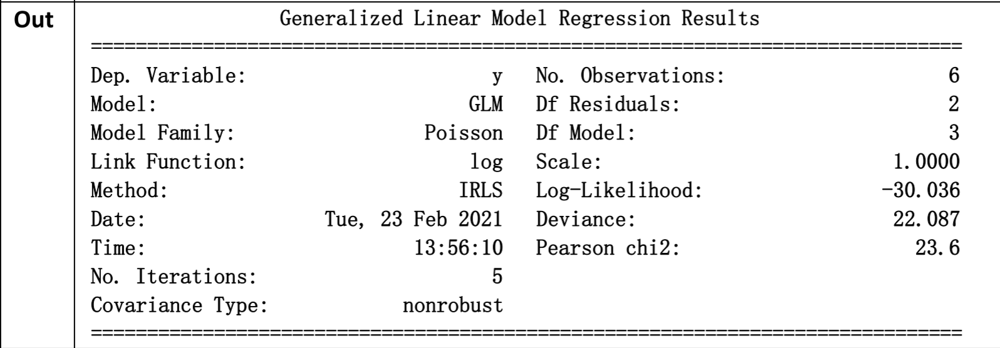 Out
Generalized Linear Model Regression Results
==============================================================================
Dep. Variable: y No. Observations: 6
Model: GLM Df Residuals: 2
Model Family: Poisson Df Model: 3
Link Function: log Scale: 1.0000
Method: IRLS Log-Likelihood: -30.036
Date: Tue, 23 Feb 2021 Deviance: 22.087
Time: 13:56:10 Pearson chi2: 23.6
No. Iterations: 5
Covariance Type: nonrobust
==============================================================================